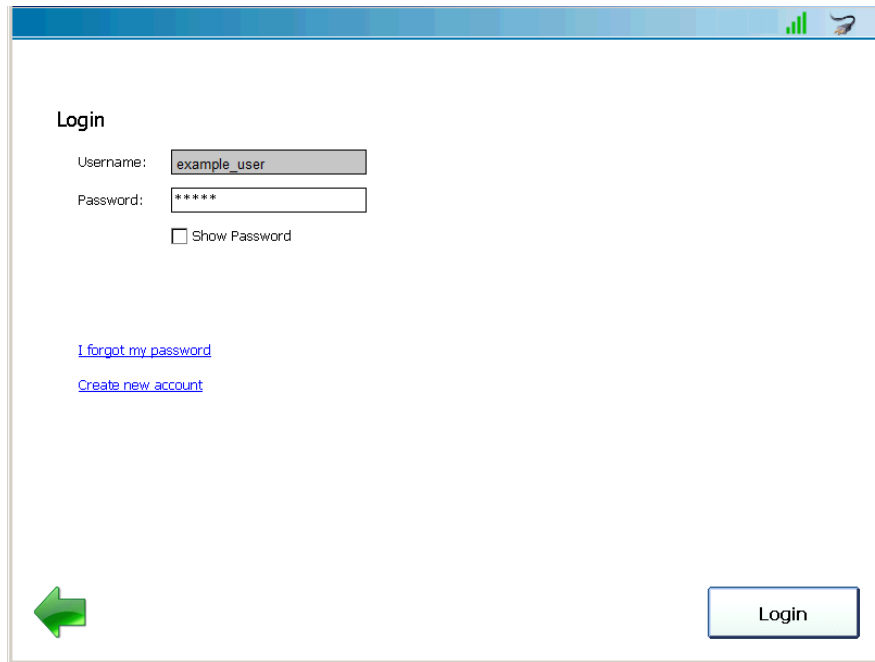 Login
Username: example_user
Password: *****
Show Password
I forgot my password
Create new account
Login